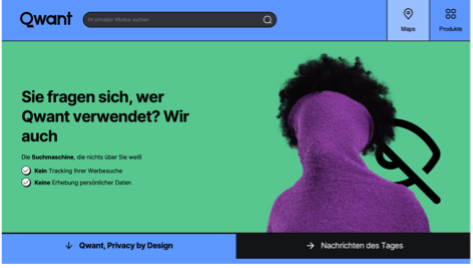 Qwant
Im privaten Modus suchen
Maps
Produkte
Sie fragen sich, wer
Qwant verwendet? Wir
auch
Die Suchmaschine, die nichts über Sie weiß
Kein Tracking Ihrer Werbesuche
Keine Erhebung persönlicher Daten
↓ Qwant, Privacy by Design
→ Nachrichten des Tages